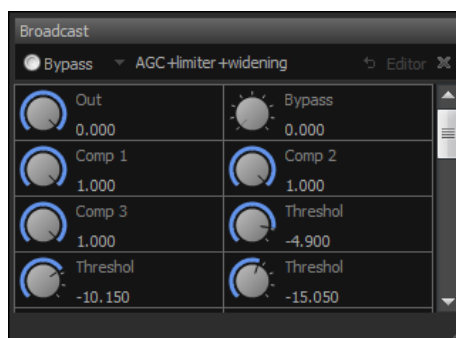 Broadcast
Bypass AGC+limiter+widening Editor
Out Bypass
0.000 0.000
Comp 1 Comp 2
1.000 1.000
Comp 3 Threshol
1.000 -4.900
Threshol Threshol
-10.150 -15.050